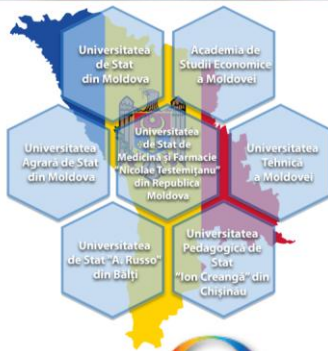 Universitatea
de Stat
din Moldova
Academia de
Studii Economice
a Moldovei
Universitatea
Agrară de Stat
din Moldova
Universitatea
de Stat de
Medicină și Farmacie
"Nicolae Testemițanu"
din Republica
Moldova
Universitatea
Tehnică
a Moldovei
Universitatea
de Stat "A. Russo"
din Bălți
Universitatea
Pedagogică de
Stat
"Ion Creangă" din
Chișinău